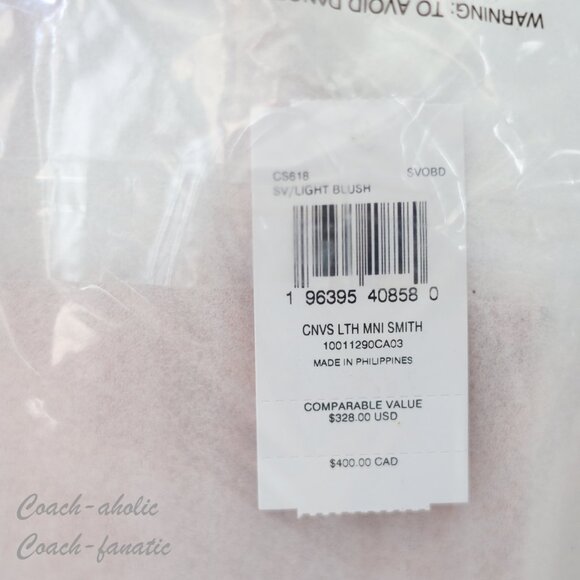 WARNING: TO AVOID
CS618 SVOBD
SV/LIGHT BLUSH
1 96395 40858 0
CNVS LTH MNI SMITH
10011290CA03
MADE IN PHILIPPINES
COMPARABLE VALUE
$328.00 USD
$400.00 CAD
Coach-aholic
Coach-fanatic